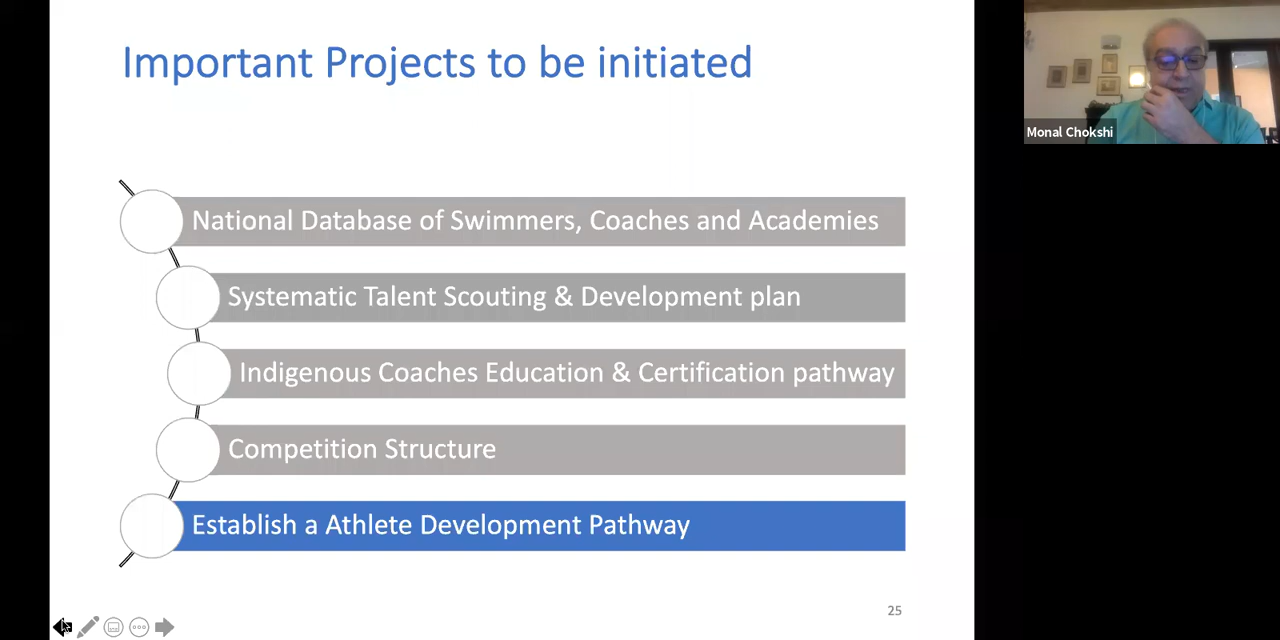 Important Projects to be initiated
Monal Chokshi
National Database of Swimmers, Coaches and Academies
Systematic Talent Scouting & Development plan
Indigenous Coaches Education & Certification pathway
Competition Structure
Establish a Athlete Development Pathway
25